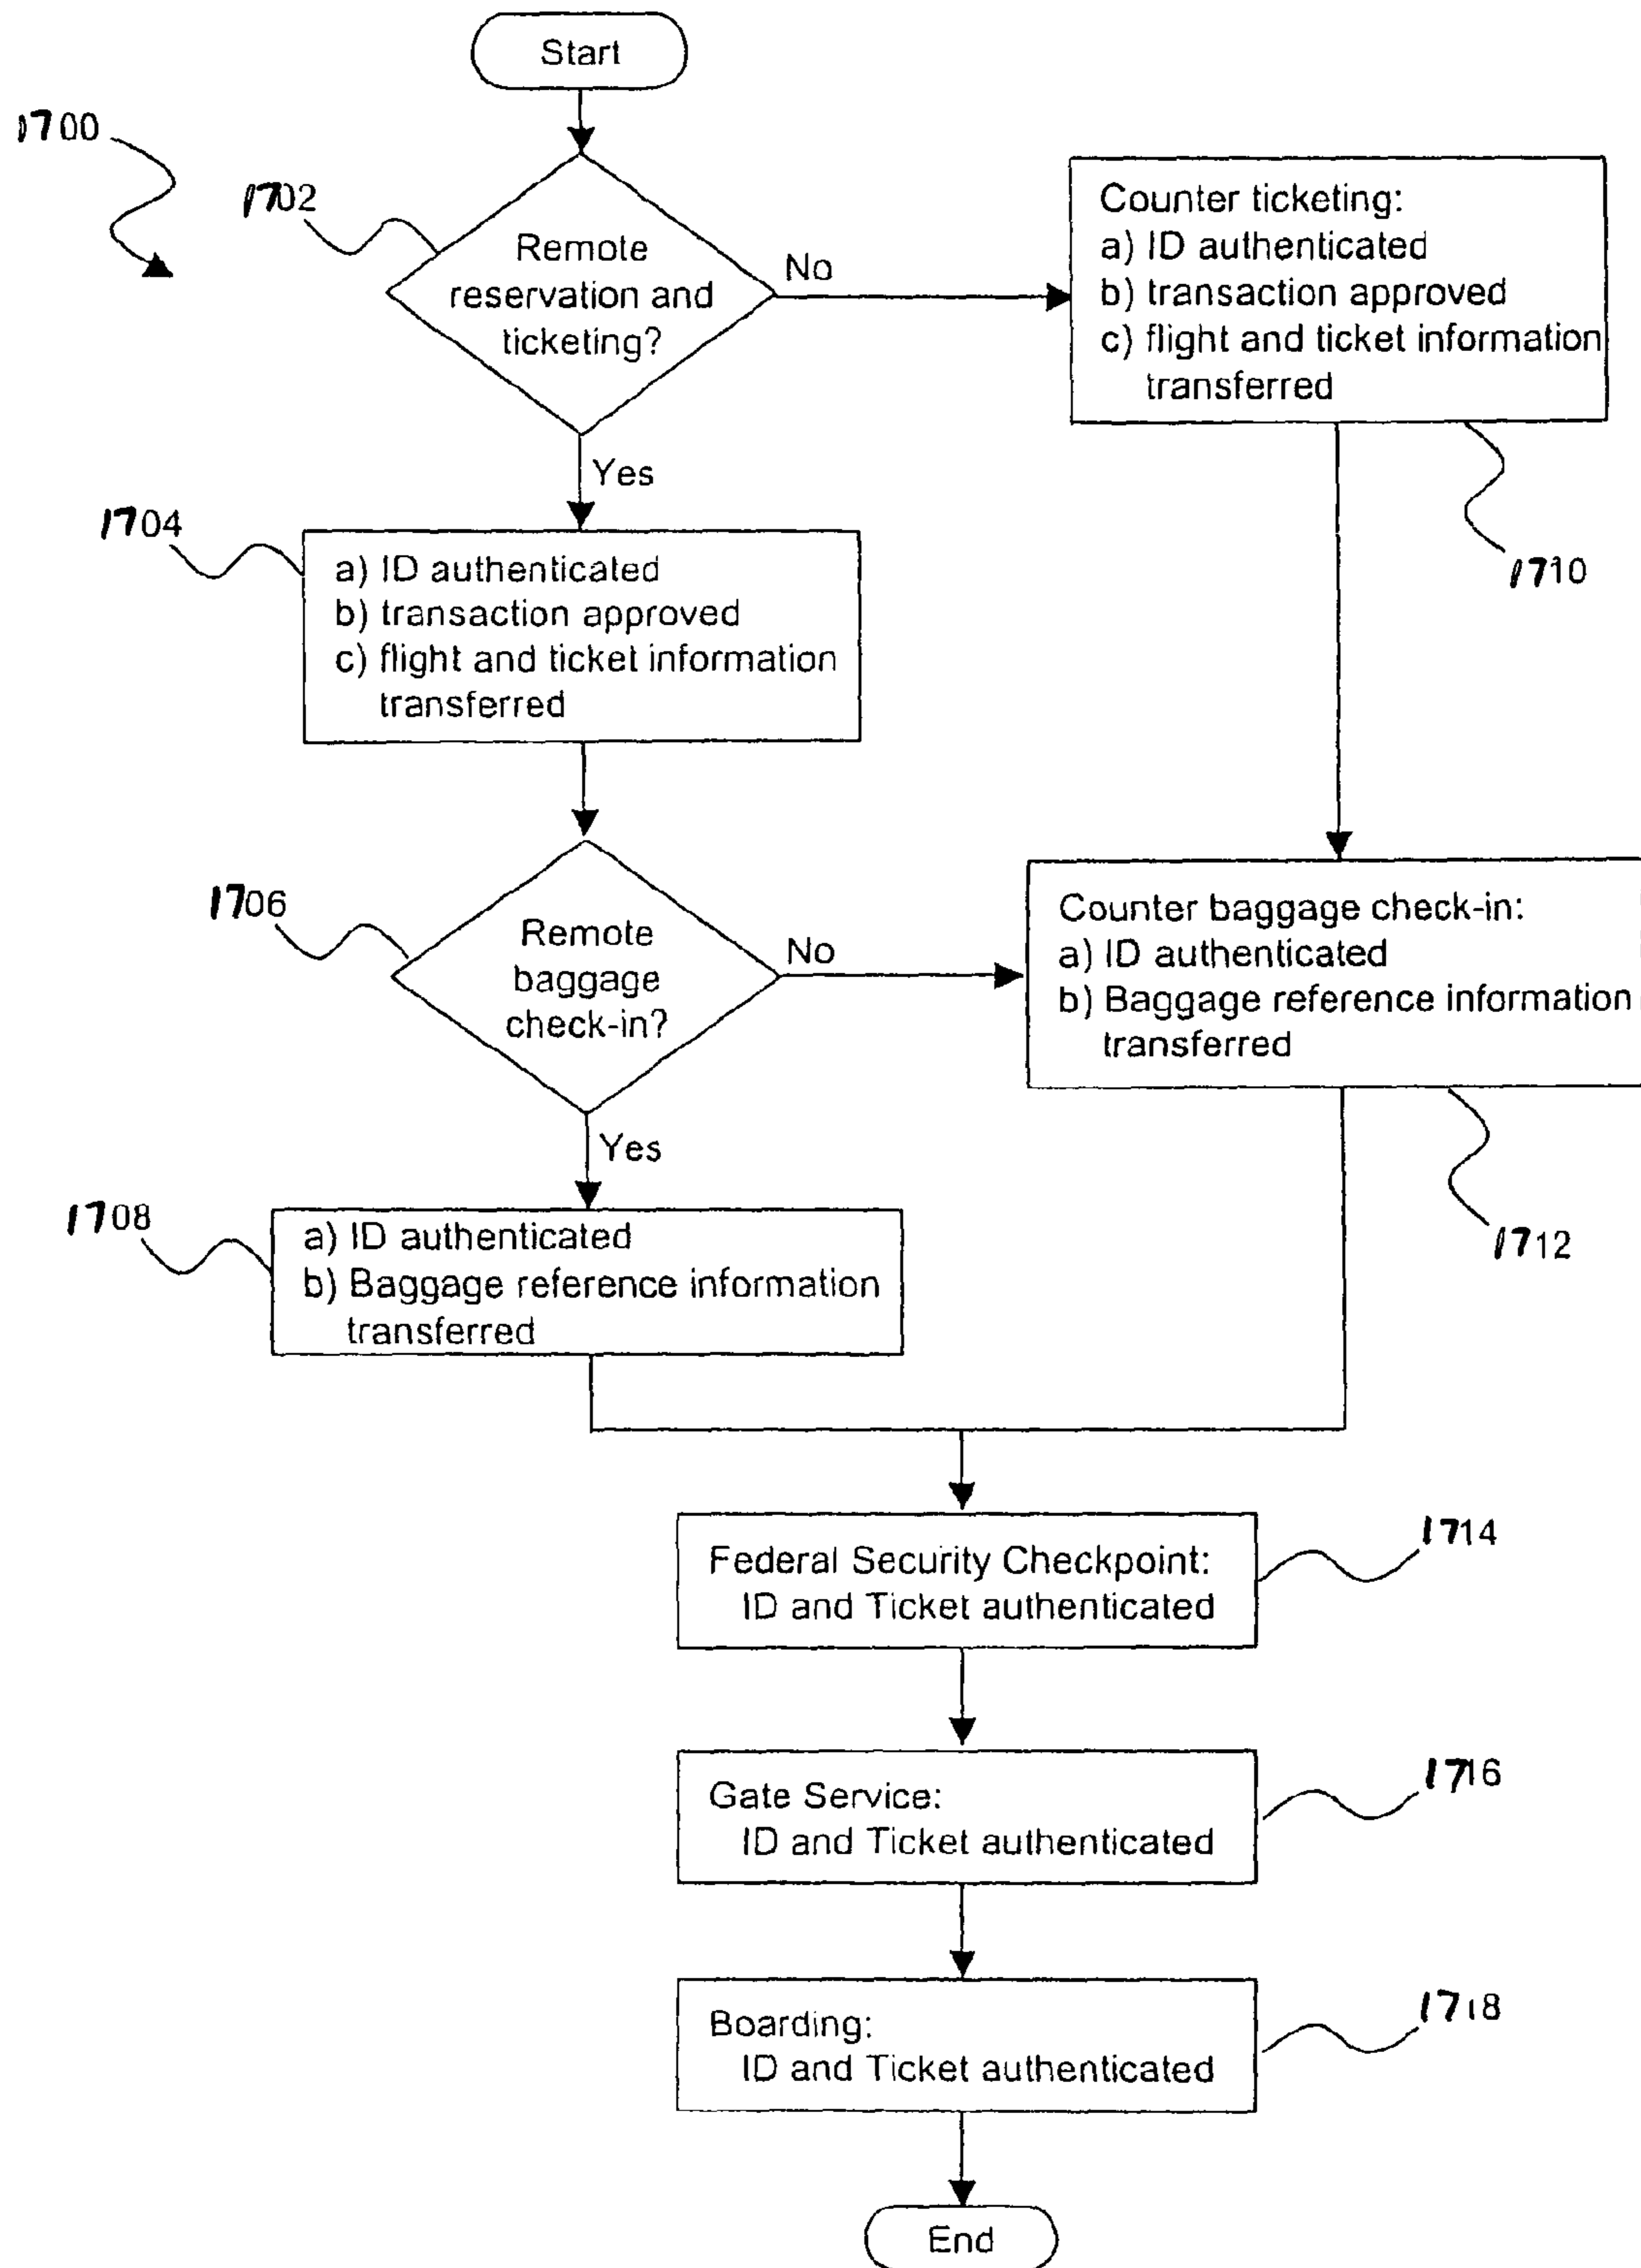 Start
1700
1702
Remote
reservation and
ticketing?
No
Counter ticketing:
a) ID authenticated
b) transaction approved
c) flight and ticket information
transferred
1710
Yes
1704
a) ID authenticated
b) transaction approved
c) flight and ticket information
transferred
1706
Remote
baggage
check-in?
No
Counter baggage check-in:
a) ID authenticated
b) Baggage reference information
transferred
1712
Yes
1708
a) ID authenticated
b) Baggage reference information
transferred
Federal Security Checkpoint:
ID and Ticket authenticated
1714
Gate Service:
ID and Ticket authenticated
1716
Boarding:
ID and Ticket authenticated
1718
End